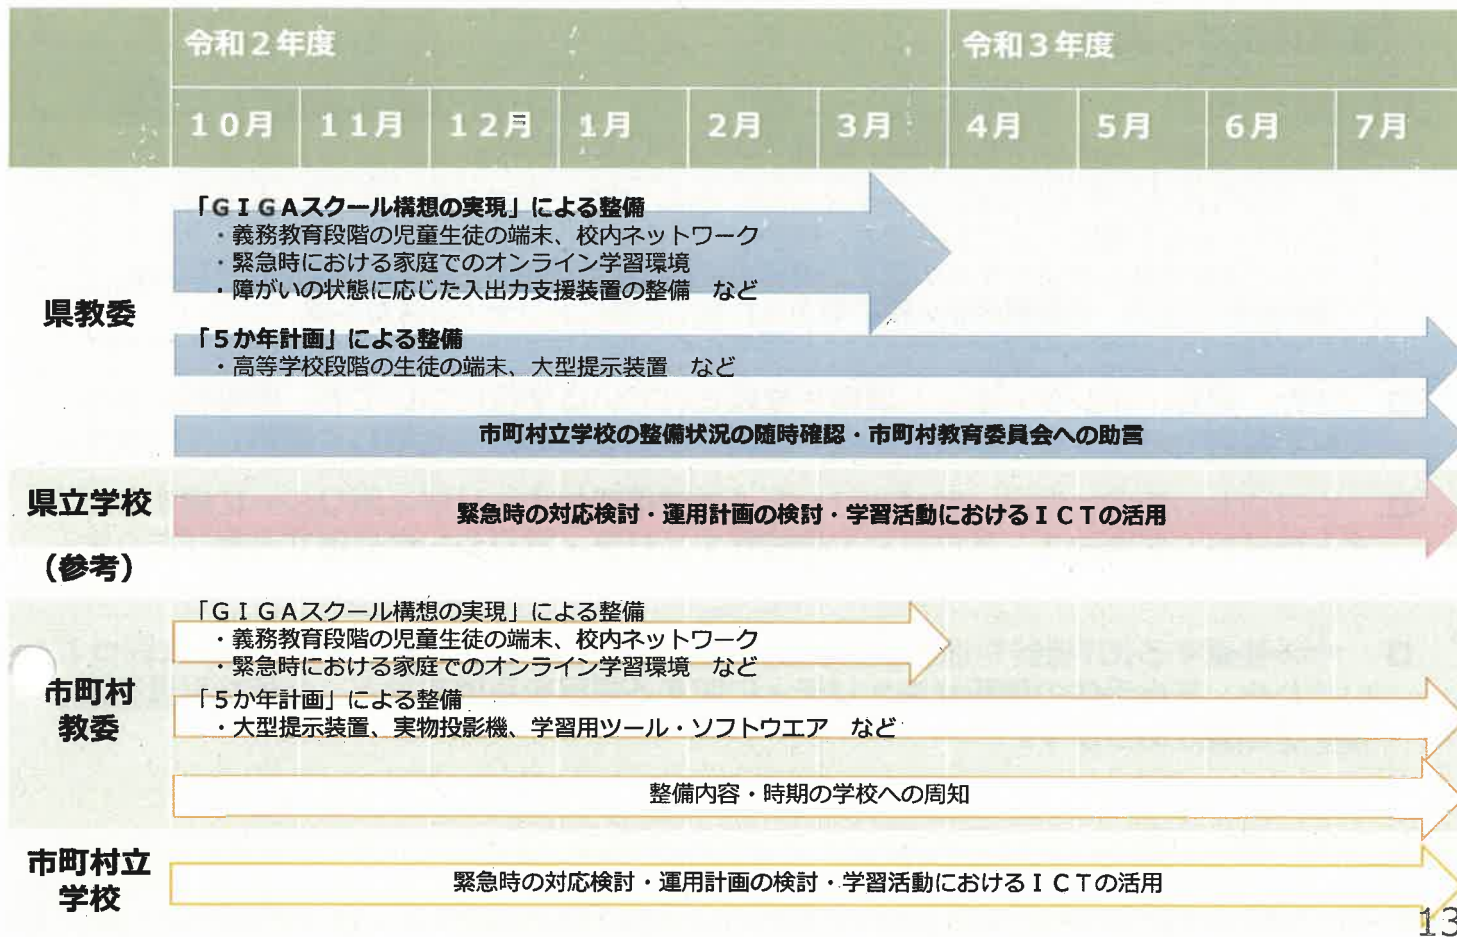 令和２年度
令和３年度
１０月 １１月 １２月 １月 ２月 ３月 ４月 ５月 ６月 ７月
県教委
「ＧＩＧＡスクール構想の実現」による整備
・義務教育段階の児童生徒の端末、校内ネットワーク
・緊急時における家庭でのオンライン学習環境
・障がいの状態に応じた入出力支援装置の整備　など
「５か年計画」による整備
・高等学校段階の生徒の端末、大型提示装置　など
市町村立学校の整備状況の随時確認・市町村教育委員会への助言
県立学校
緊急時の対応検討・運用計画の検討・学習活動におけるＩＣＴの活用
（参考）
市町村
教委
「ＧＩＧＡスクール構想の実現」による整備
・義務教育段階の児童生徒の端末、校内ネットワーク
・緊急時における家庭でのオンライン学習環境　など
「５か年計画」による整備
・大型提示装置、実物投影機、学習用ツール・ソフトウエア　など
整備内容・時期の学校への周知
市町村立
学校
緊急時の対応検討・運用計画の検討・学習活動におけるＩＣＴの活用
13